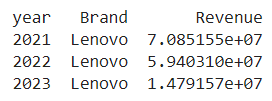 year Brand Revenue
2021 Lenovo 7.085155e+07
2022 Lenovo 5.940310e+07
2023 Lenovo 1.479157e+07